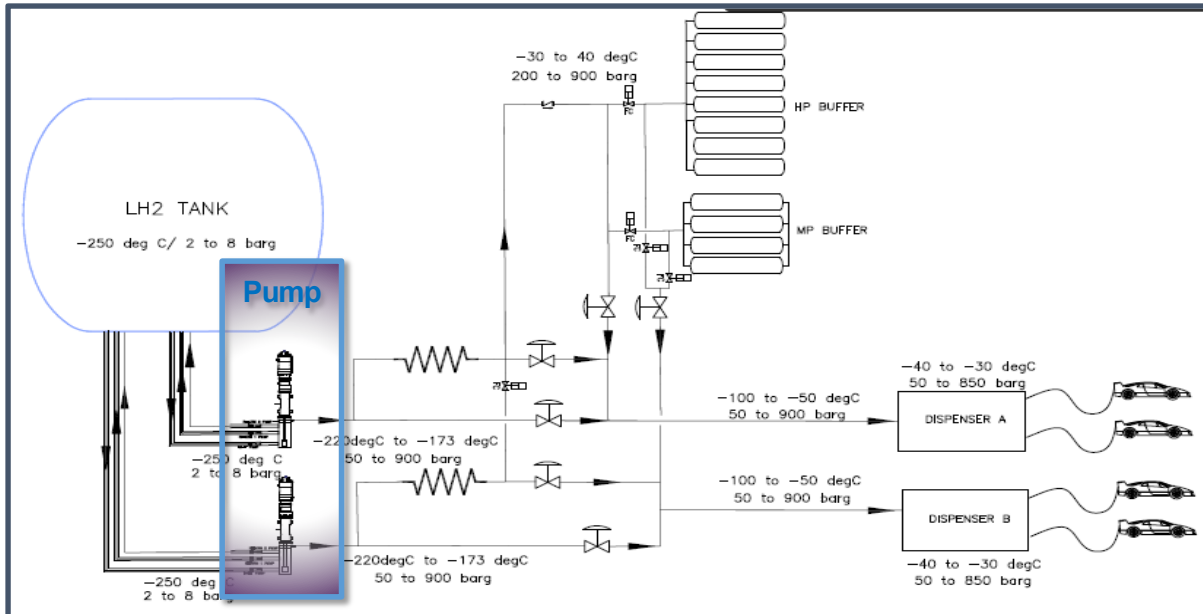 -30 to 40 degC
200 to 900 barg
HP BUFFER
LH2 TANK
-250 deg C/ 2 to 8 barg
MP BUFFER
FC
FC
Pump
-40 to -30 degC
50 to 850 barg
-100 to -50 degC
50 to 900 barg
DISPENSER A
-220degC to -173 degC
50 to 900 barg
-250 deg C
2 to 8 barg
-100 to -50 degC
50 to 900 barg
DISPENSER B
-220degC to -173 degC
50 to 900 barg
-40 to -30 degC
50 to 850 barg
-250 deg C
2 to 8 barg